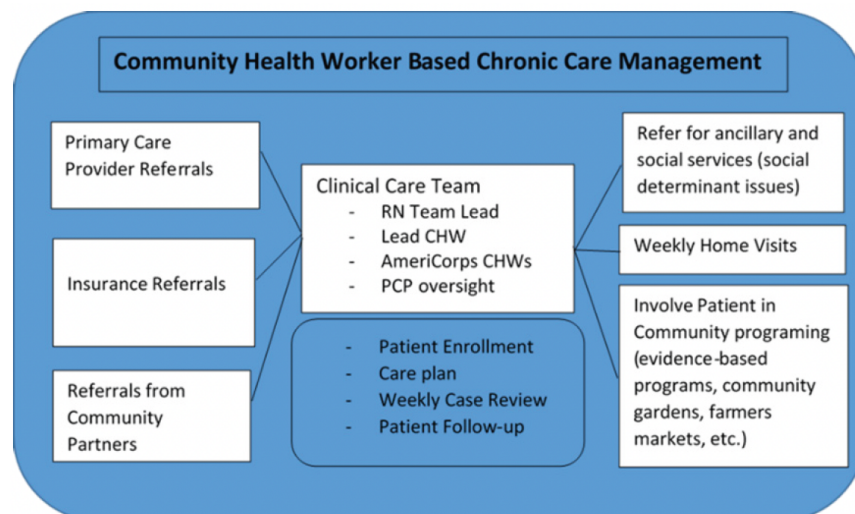 Community Health Worker Based Chronic Care Management
Primary Care
Provider Referrals
Insurance Referrals
Referrals from
Community
Partners
Clinical Care Team
- RN Team Lead
- Lead CHW
- AmeriCorps CHWs
- PCP oversight
- Patient Enrollment
- Care plan
- Weekly Case Review
- Patient Follow-up
Refer for ancillary and
social services (social
determinant issues)
Weekly Home Visits
Involve Patient in
Community programing
(evidence-based
programs, community
gardens, farmers
markets, etc.)